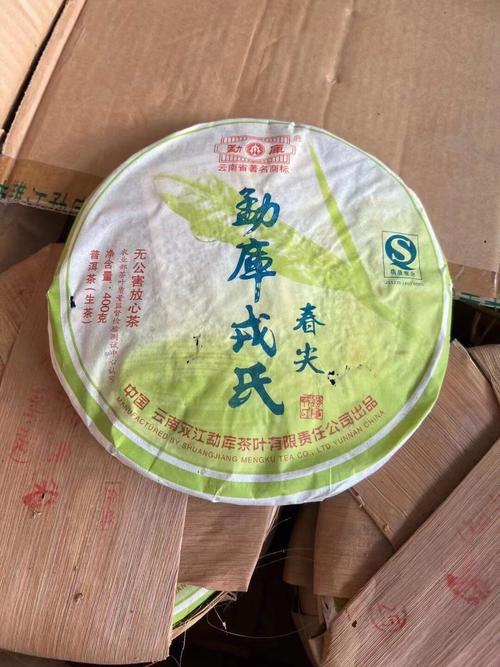 勐库
云南省著名商标
勐庫戎氏
春尖
无公害放心茶
净含量：400克
普洱茶（生茶）
质量安全
中国 云南双江勐库茶叶有限责任公司出品
MANUFACTURED BY SHUANGJIANG MENGKU TEA CO., LTD. YUNNAN CHINA